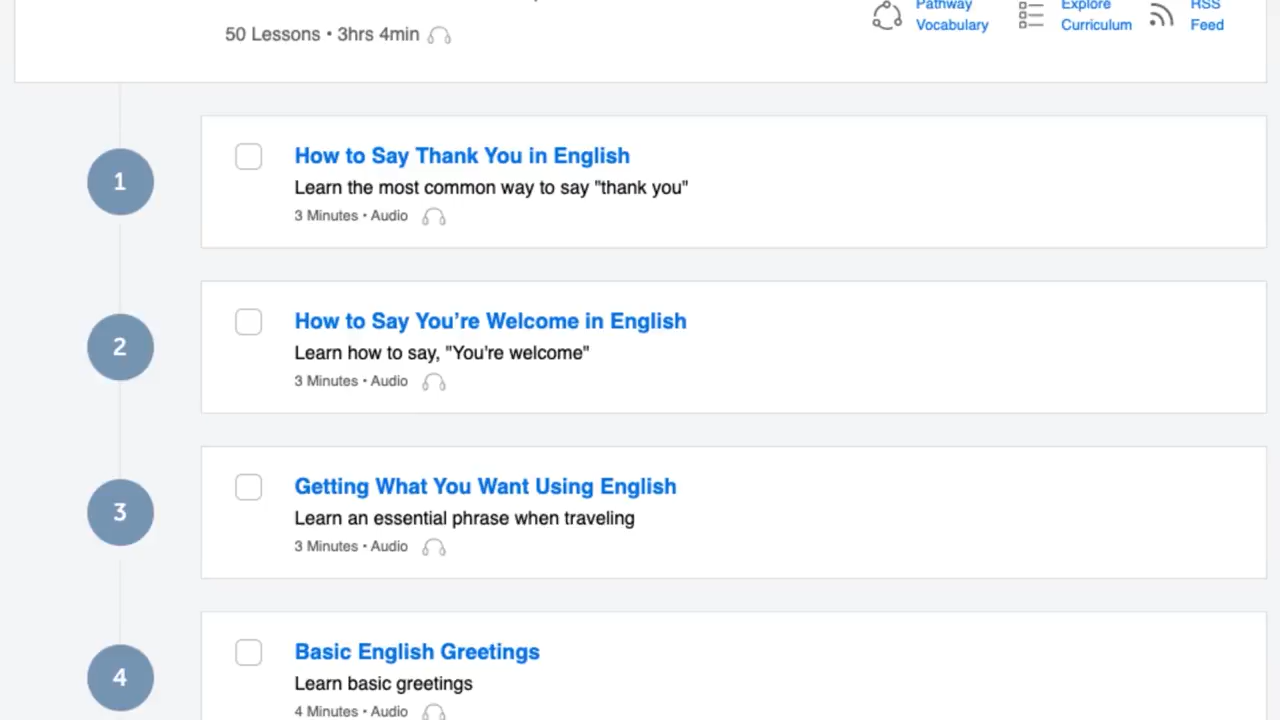 Pathway
Vocabulary
Explore
Curriculum
RSS
Feed
50 Lessons • 3hrs 4min
1
How to Say Thank You in English
Learn the most common way to say "thank you"
3 Minutes • Audio
2
How to Say You’re Welcome in English
Learn how to say, "You're welcome"
3 Minutes • Audio
3
Getting What You Want Using English
Learn an essential phrase when traveling
3 Minutes • Audio
4
Basic English Greetings
Learn basic greetings
4 Minutes • Audio